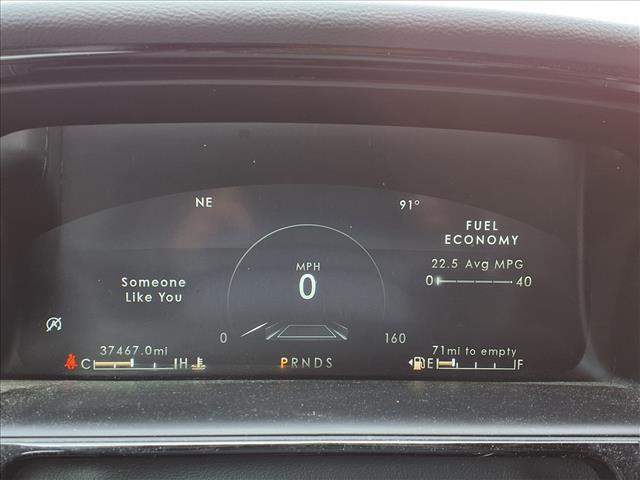 NE
91°
FUEL
ECONOMY
22.5 Avg MPG
0 40
MPH
0
Someone
Like You
0
160
37467.0mi
71mi to empty
C H
PRNDS
E F